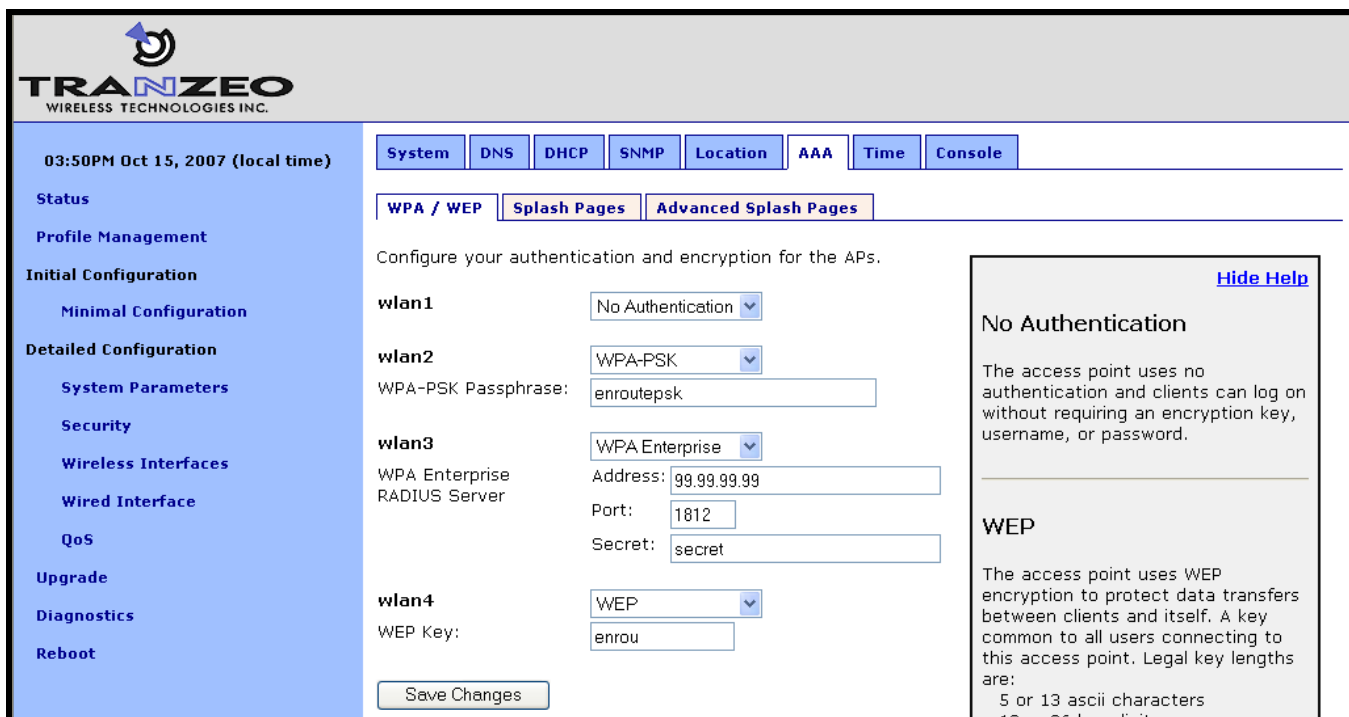 TRANZEO
WIRELESS TECHNOLOGIES INC.
03:50PM Oct 15, 2007 (local time)
Status
Profile Management
Initial Configuration
Minimal Configuration
Detailed Configuration
System Parameters
Security
Wireless Interfaces
Wired Interface
QoS
Upgrade
Diagnostics
Reboot
System DNS DHCP SNMP Location AAA Time Console
WPA / WEP Splash Pages Advanced Splash Pages
Configure your authentication and encryption for the APs.
wlan1 No Authentication
wlan2 WPA-PSK
WPA-PSK Passphrase: enroutepsk
wlan3 WPA Enterprise
WPA Enterprise
RADIUS Server
Address: 99.99.99.99
Port: 1812
Secret: secret
wlan4 WEP
WEP Key: enrou
Save Changes
Hide Help
No Authentication
The access point uses no
authentication and clients can log on
without requiring an encryption key,
username, or password.
WEP
The access point uses WEP
encryption to protect data transfers
between clients and itself. A key
common to all users connecting to
this access point. Legal key lengths
are:
5 or 13 ascii characters